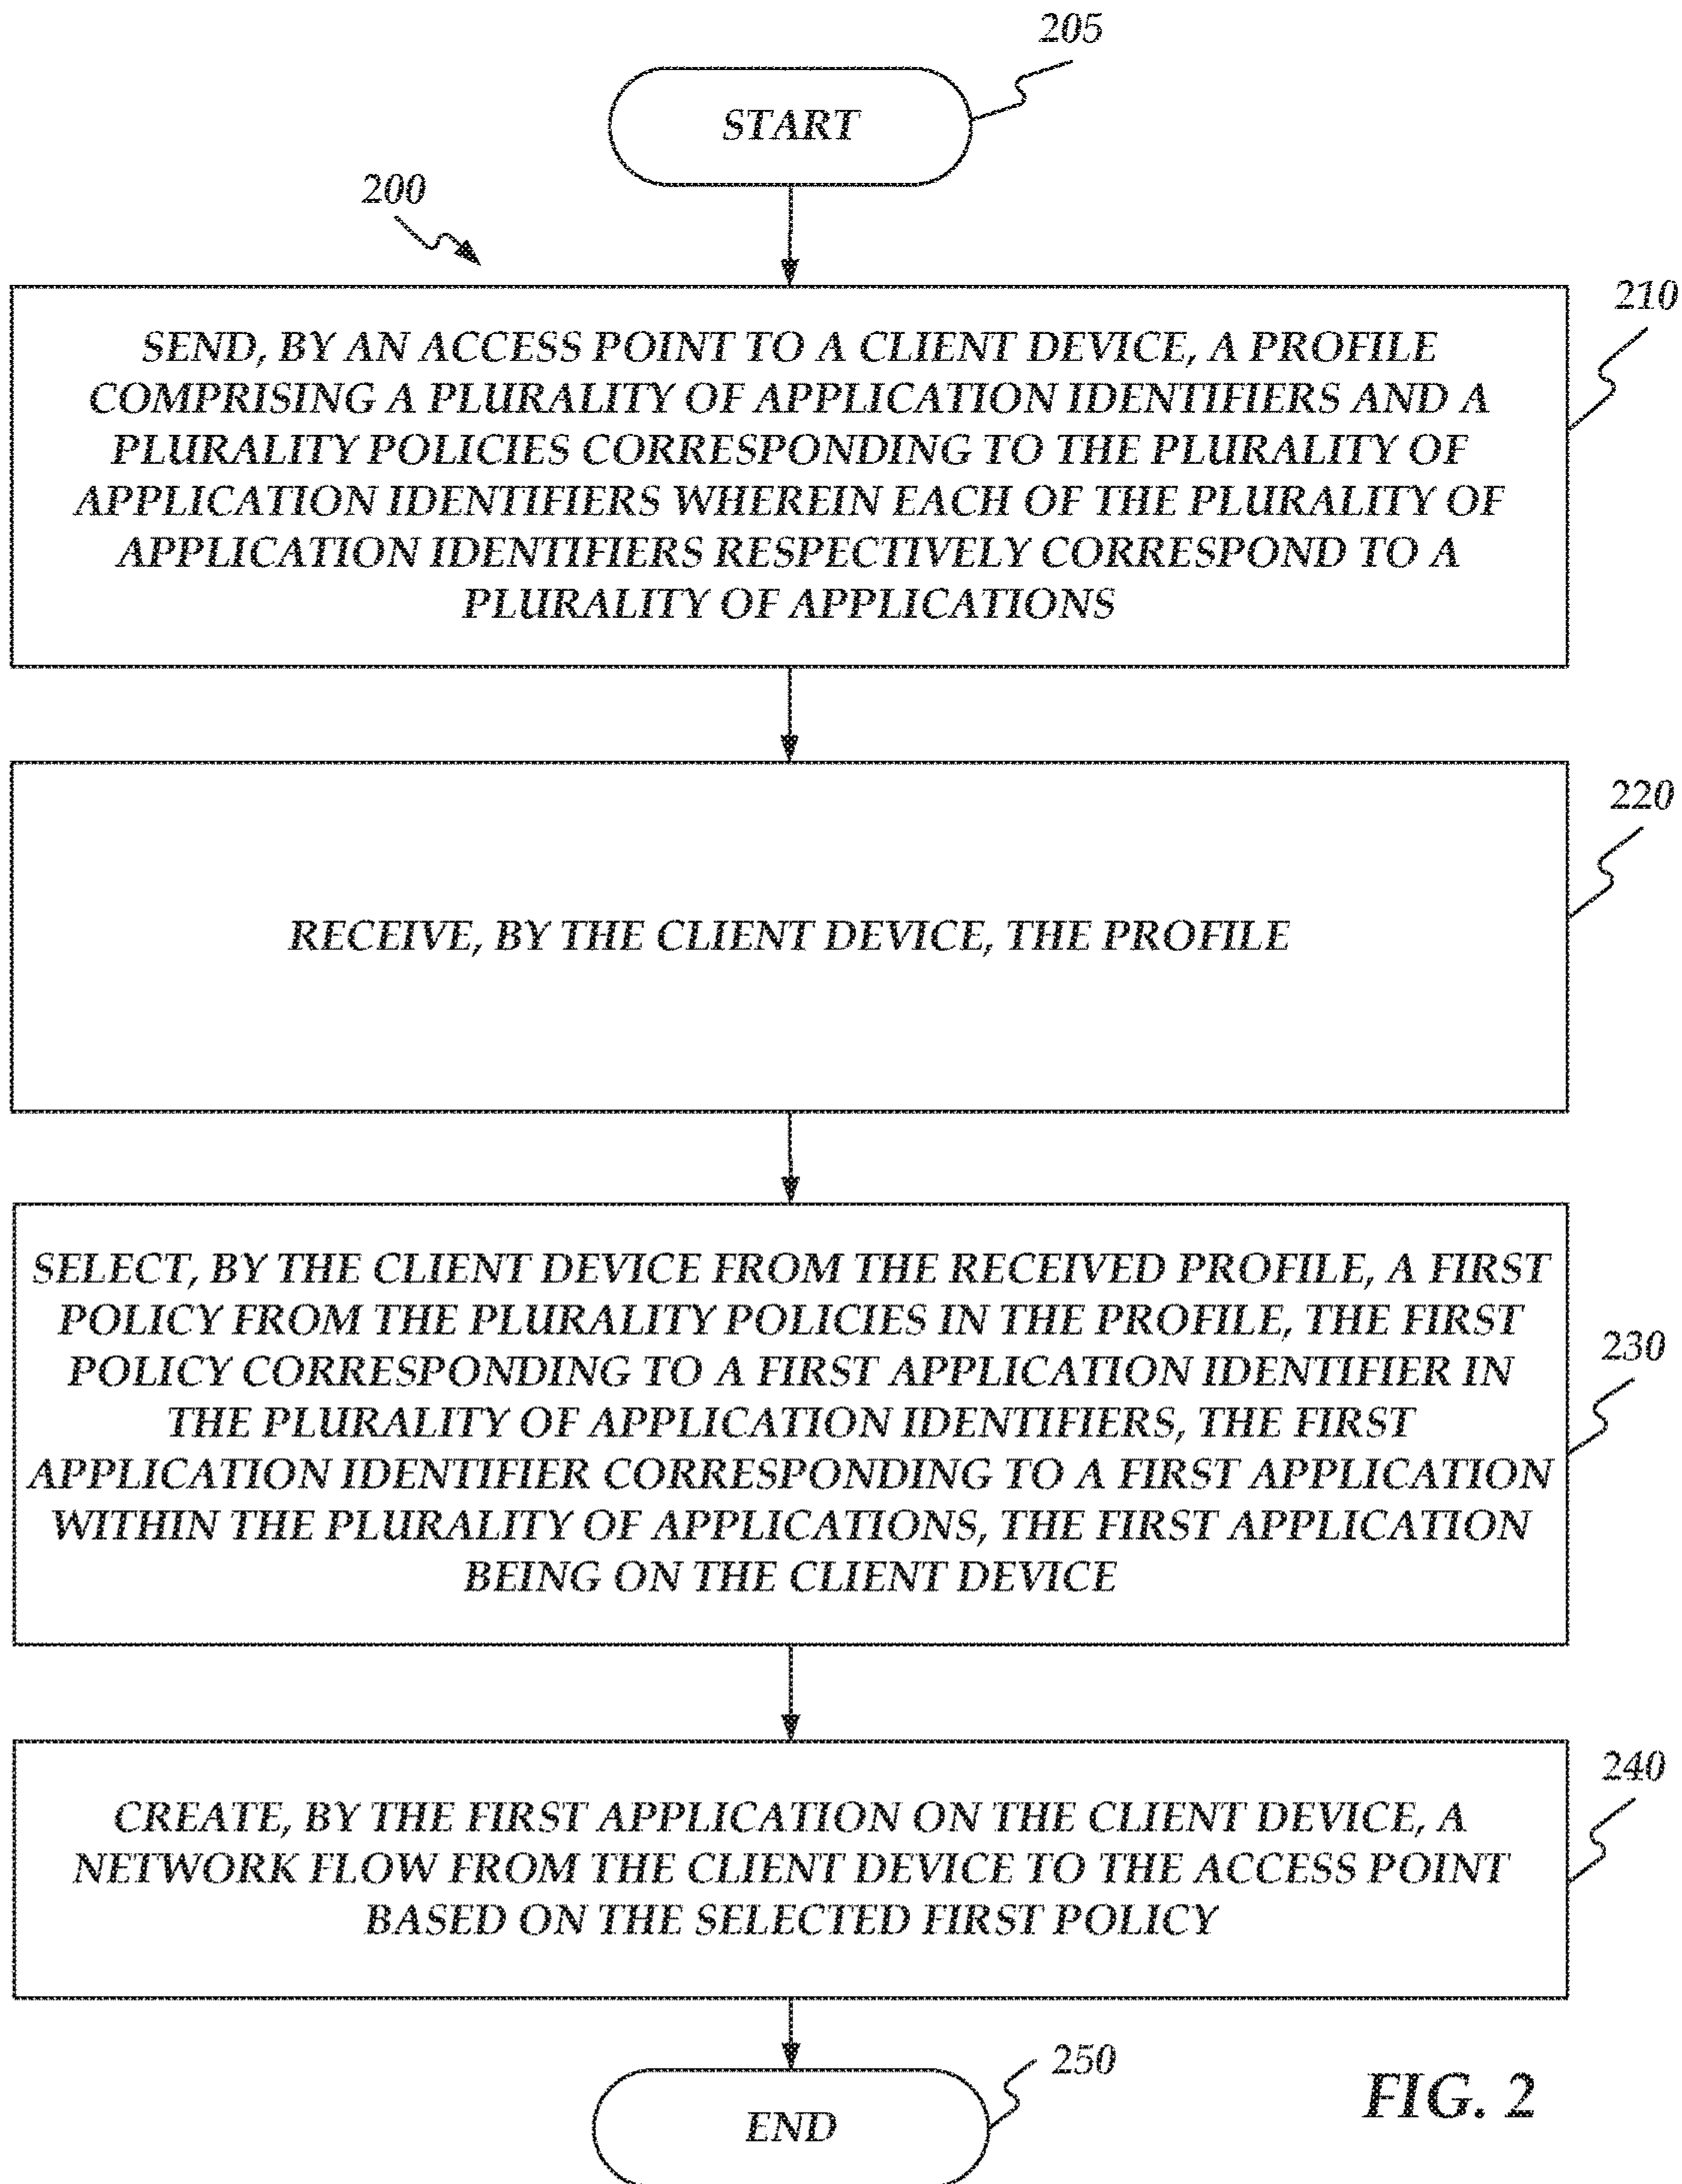 205
START
200
210
SEND, BY AN ACCESS POINT TO A CLIENT DEVICE, A PROFILE
COMPRISING A PLURALITY OF APPLICATION IDENTIFIERS AND A
PLURALITY POLICIES CORRESPONDING TO THE PLURALITY OF
APPLICATION IDENTIFIERS WHEREIN EACH OF THE PLURALITY OF
APPLICATION IDENTIFIERS RESPECTIVELY CORRESPOND TO A
PLURALITY OF APPLICATIONS
220
RECEIVE, BY THE CLIENT DEVICE, THE PROFILE
SELECT, BY THE CLIENT DEVICE FROM THE RECEIVED PROFILE, A FIRST
POLICY FROM THE PLURALITY POLICIES IN THE PROFILE, THE FIRST
POLICY CORRESPONDING TO A FIRST APPLICATION IDENTIFIER IN
THE PLURALITY OF APPLICATION IDENTIFIERS, THE FIRST
APPLICATION IDENTIFIER CORRESPONDING TO A FIRST APPLICATION
WITHIN THE PLURALITY OF APPLICATIONS, THE FIRST APPLICATION
BEING ON THE CLIENT DEVICE
230
240
CREATE, BY THE FIRST APPLICATION ON THE CLIENT DEVICE, A
NETWORK FLOW FROM THE CLIENT DEVICE TO THE ACCESS POINT
BASED ON THE SELECTED FIRST POLICY
250
END
FIG. 2